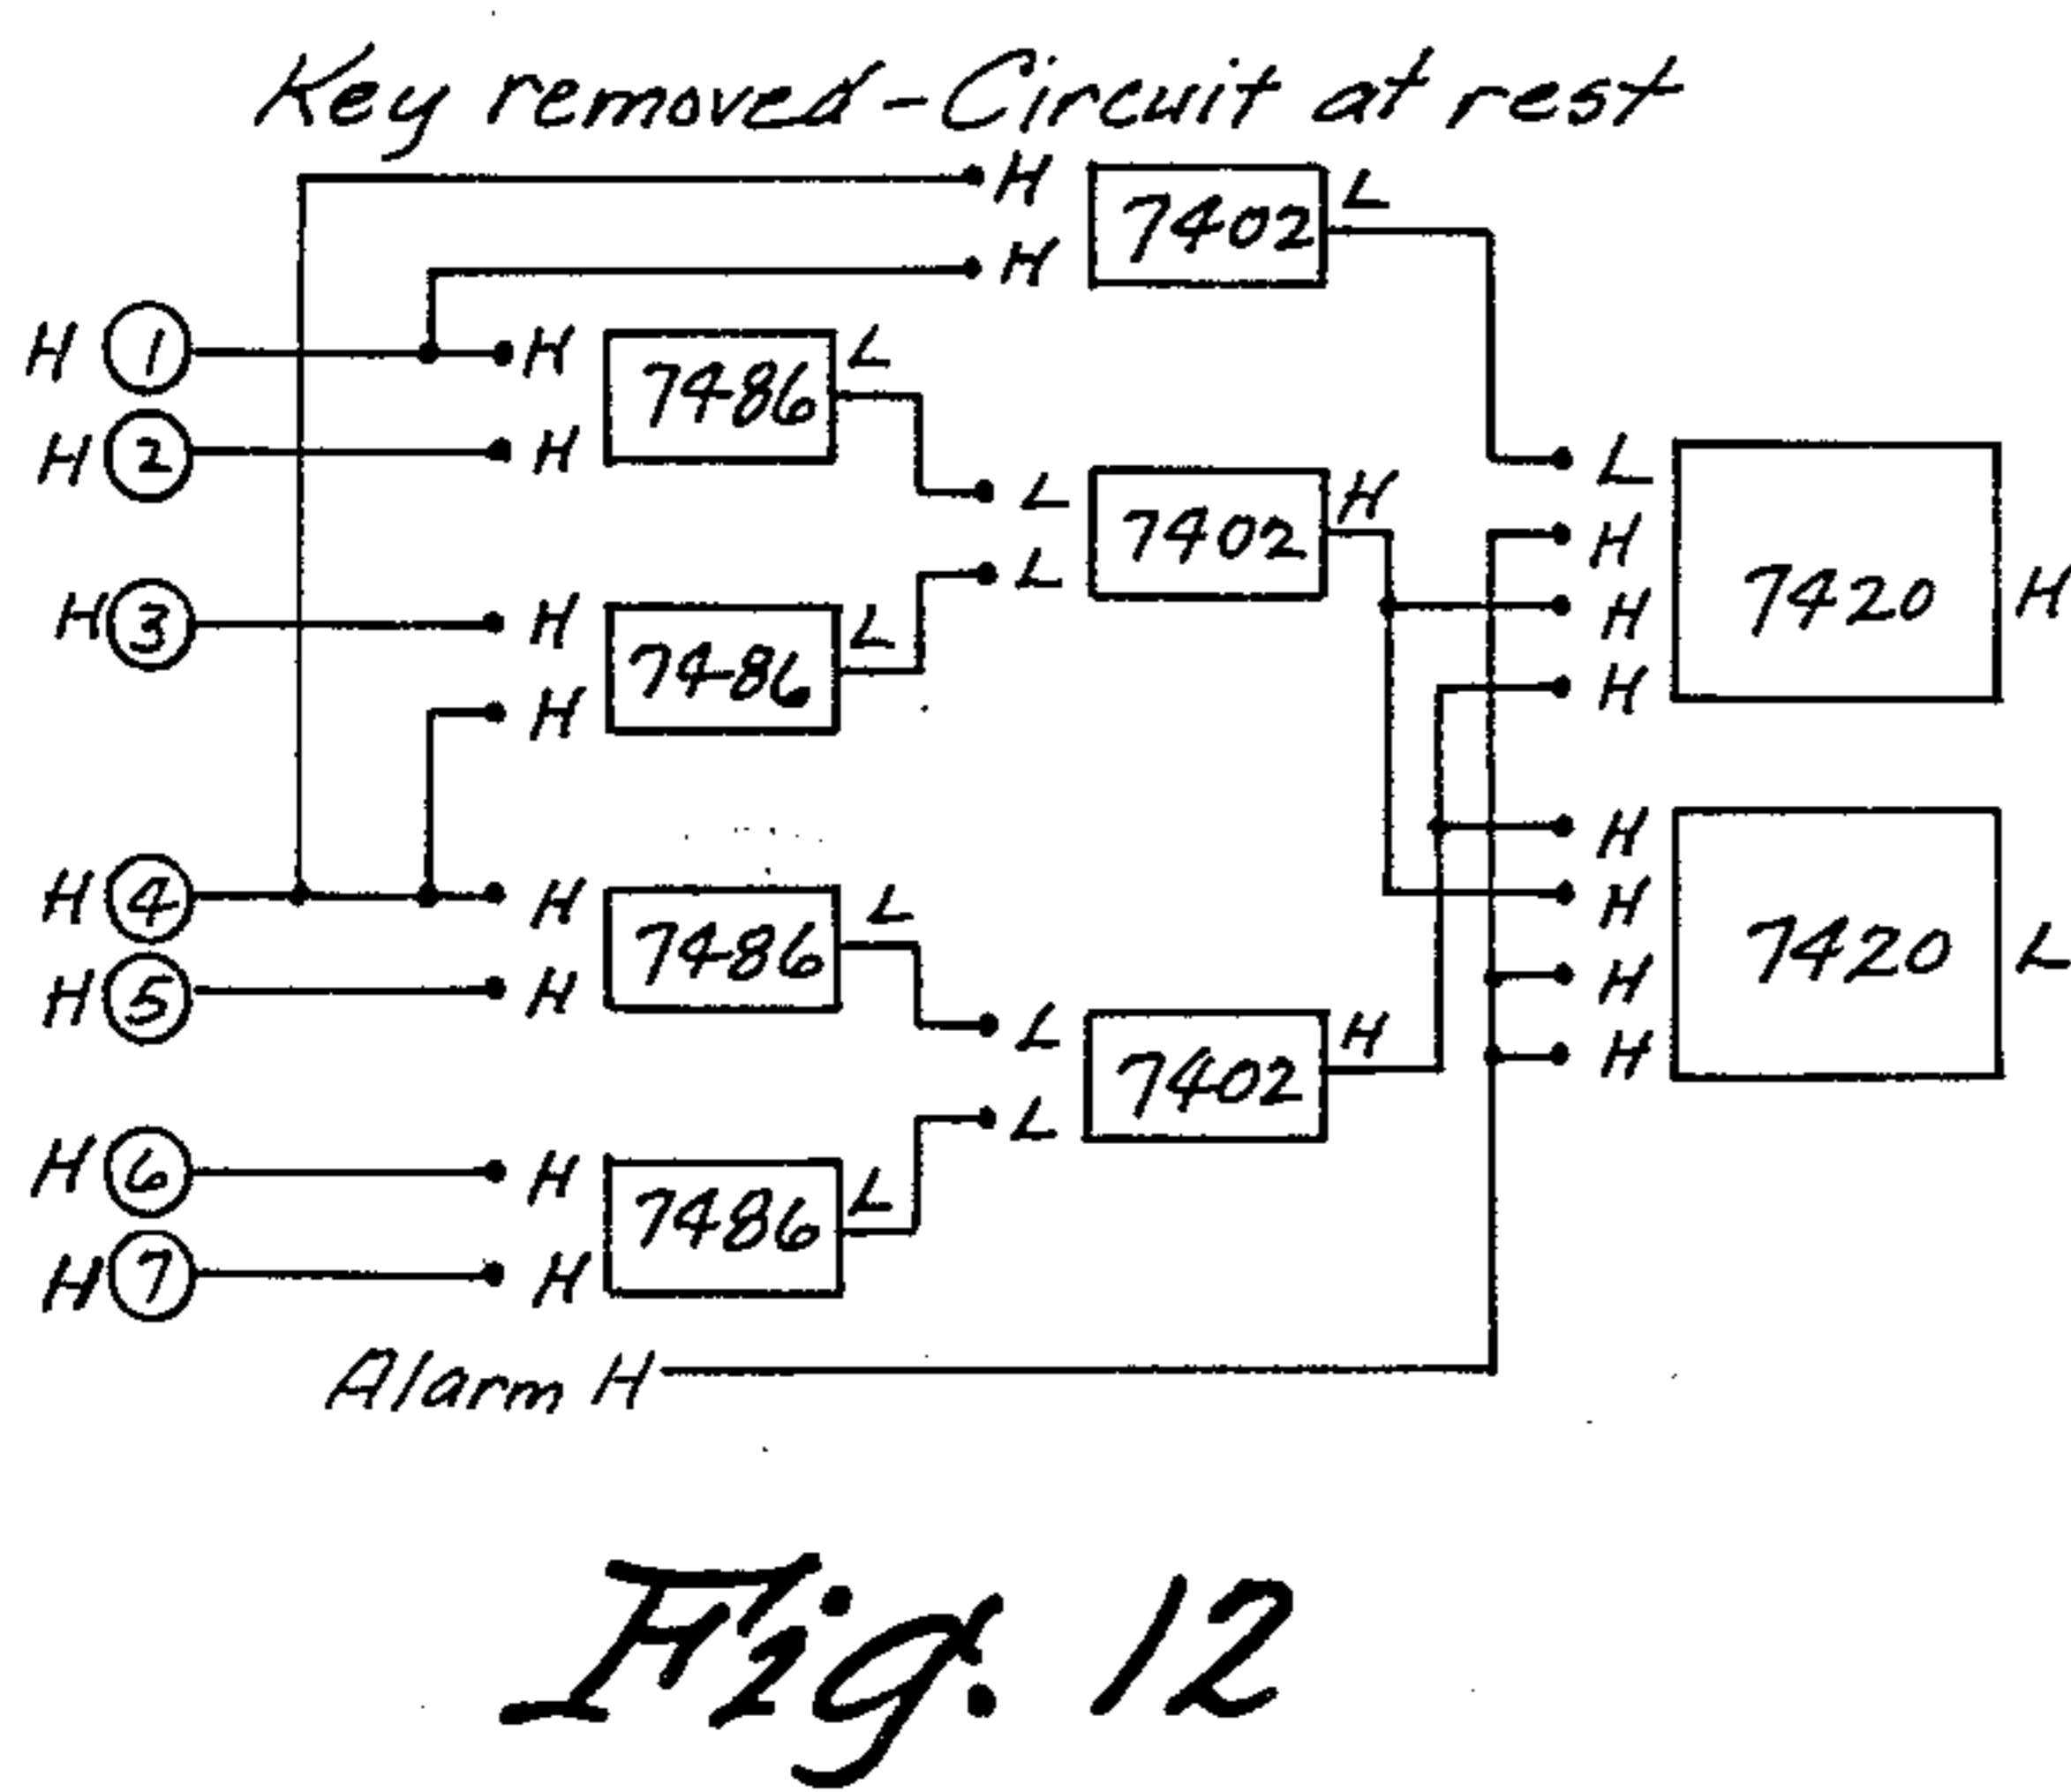 Key removed - Circuit at rest
H 7402 L
H
H 1 H 7486 L
H 2 H
L 7402 H
L
L 7420 H
H
H
H
H 3 H 7486 L
H
H 4 H 7486 L
H 5 H
L 7402 H
L
H 7420 L
H
H
H
H 6 H 7486 L
H 7 H
Alarm H
Fig. 12